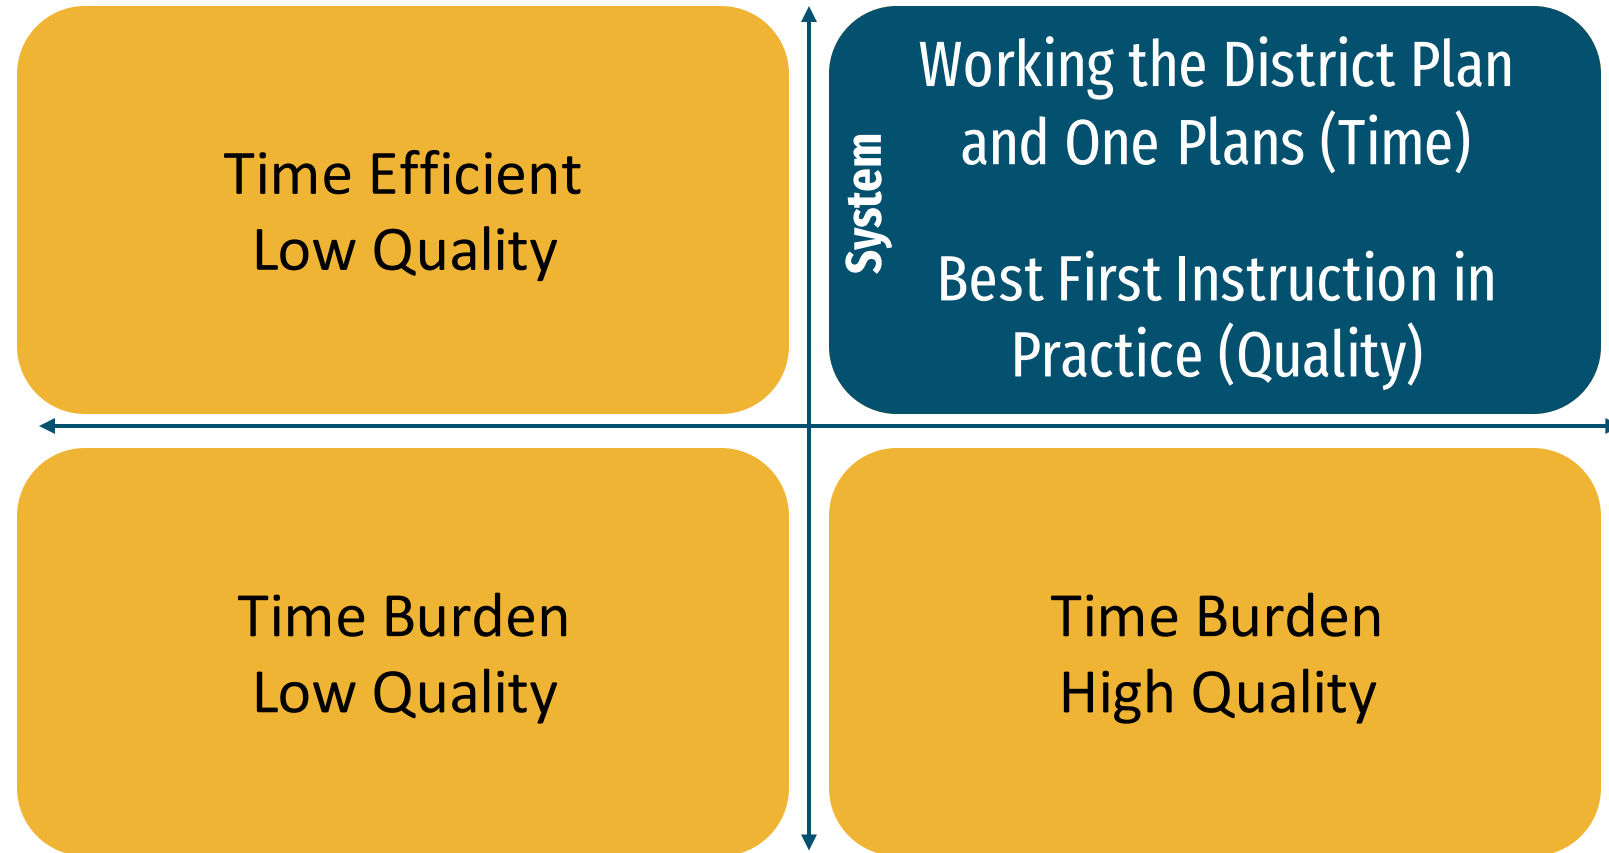 Time Efficient
Low Quality
System
Working the District Plan
and One Plans (Time)
Best First Instruction in
Practice (Quality)
Time Burden
Low Quality
Time Burden
High Quality